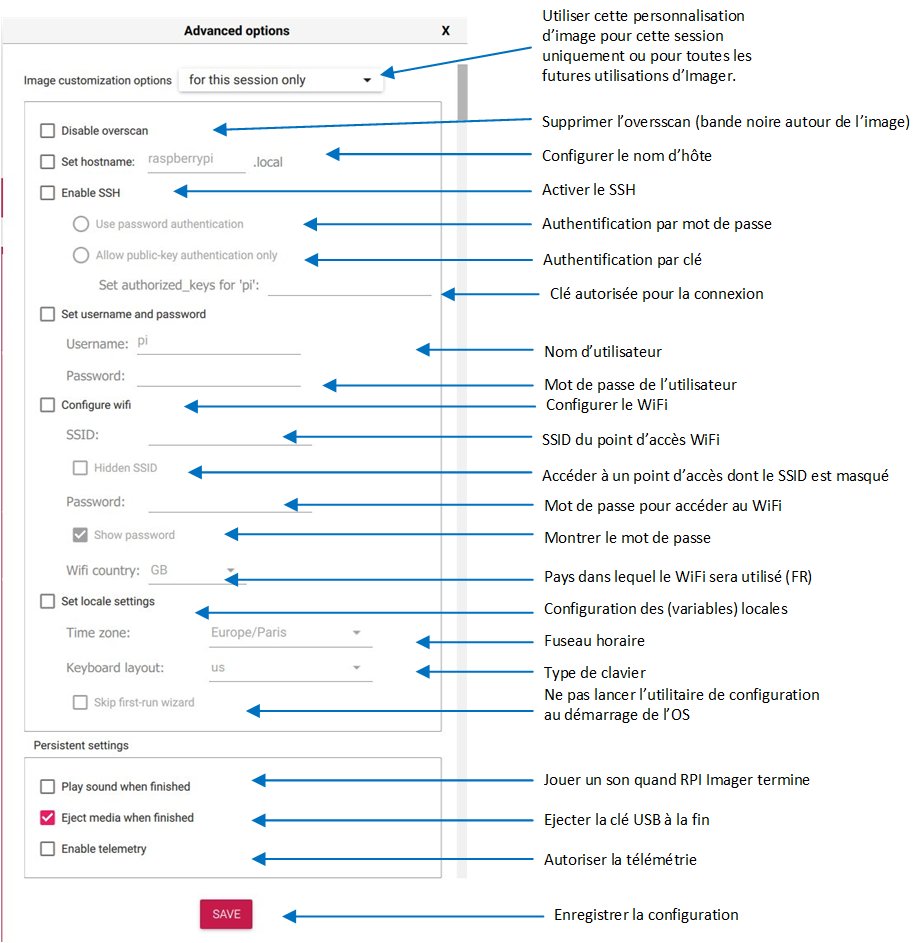 Advanced options
X
Utiliser cette personnalisation
d'image pour cette session
uniquement ou pour toutes les
futures utilisations d'Imager.
Image customization options
for this session only
Disable overscan
Supprimer l'oversscan (bande noire autour de l'image)
Set hostname: raspberrypi .local
Configurer le nom d'hôte
Enable SSH
Activer le SSH
Use password authentication
Authentification par mot de passe
Allow public-key authentication only
Authentification par clé
Set authorized_keys for 'pi':
Clé autorisée pour la connexion
Set username and password
Username: pi
Nom d'utilisateur
Password:
Mot de passe de l'utilisateur
Configure wifi
Configurer le WiFi
SSID:
SSID du point d'accès WiFi
Hidden SSID
Accéder à un point d'accès dont le SSID est masqué
Password:
Mot de passe pour accéder au WiFi
Show password
Montrer le mot de passe
Wifi country: GB
Pays dans lequel le WiFi sera utilisé (FR)
Set locale settings
Configuration des (variables) locales
Time zone: Europe/Paris
Fuseau horaire
Keyboard layout: us
Type de clavier
Skip first-run wizard
Ne pas lancer l'utilitaire de configuration
au démarrage de l'OS
Persistent settings
Play sound when finished
Jouer un son quand RPI Imager termine
Eject media when finished
Ejecter la clé USB à la fin
Enable telemetry
Autoriser la télémétrie
SAVE
Enregistrer la configuration